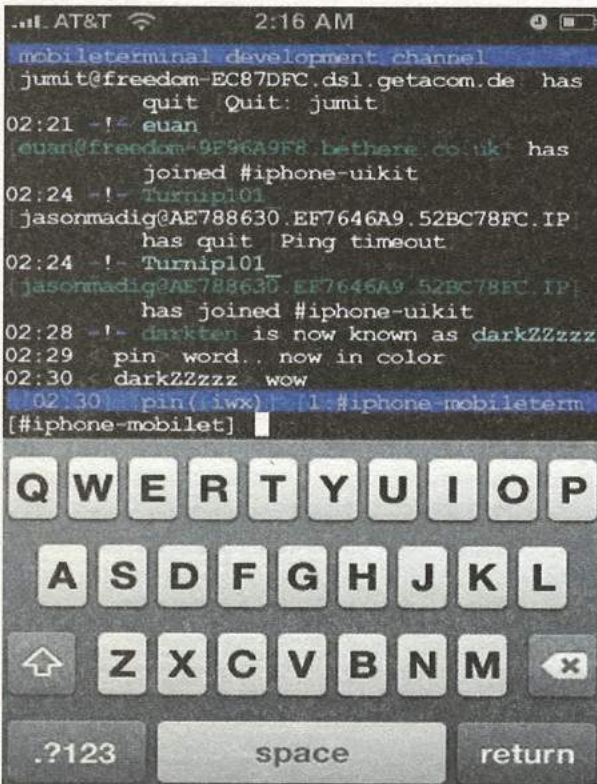 AT&T 2:16 AM
mobileterminal development channel
[jumit@freedom-EC87DFC.dsl.getacom.de] has
quit [Quit: jumit]
02:21 -!- euan
[euan@freedom-9E96A9F8.bethere.co.uk] has
joined #iphone-uikit
02:24 -!- Turnip101_
[jasonmadig@AE788630.EF7646A9.52BC78FC.IP]
has quit [Ping timeout]
02:24 -!- Turnip101_
[jasonmadig@AE788630.EF7646A9.52BC78FC.IP]
has joined #iphone-uikit
02:28 -!- darkten is now known as darkZZzzz
02:29 < pin> word.. now in color
02:30 < darkZZzzz> wow
[02:30] [pin(+iwx)] [1:#iphone-mobileterm
[#iphone-mobilet]
Q W E R T Y U I O P
A S D F G H J K L
Z X C V B N M
.?123 space return